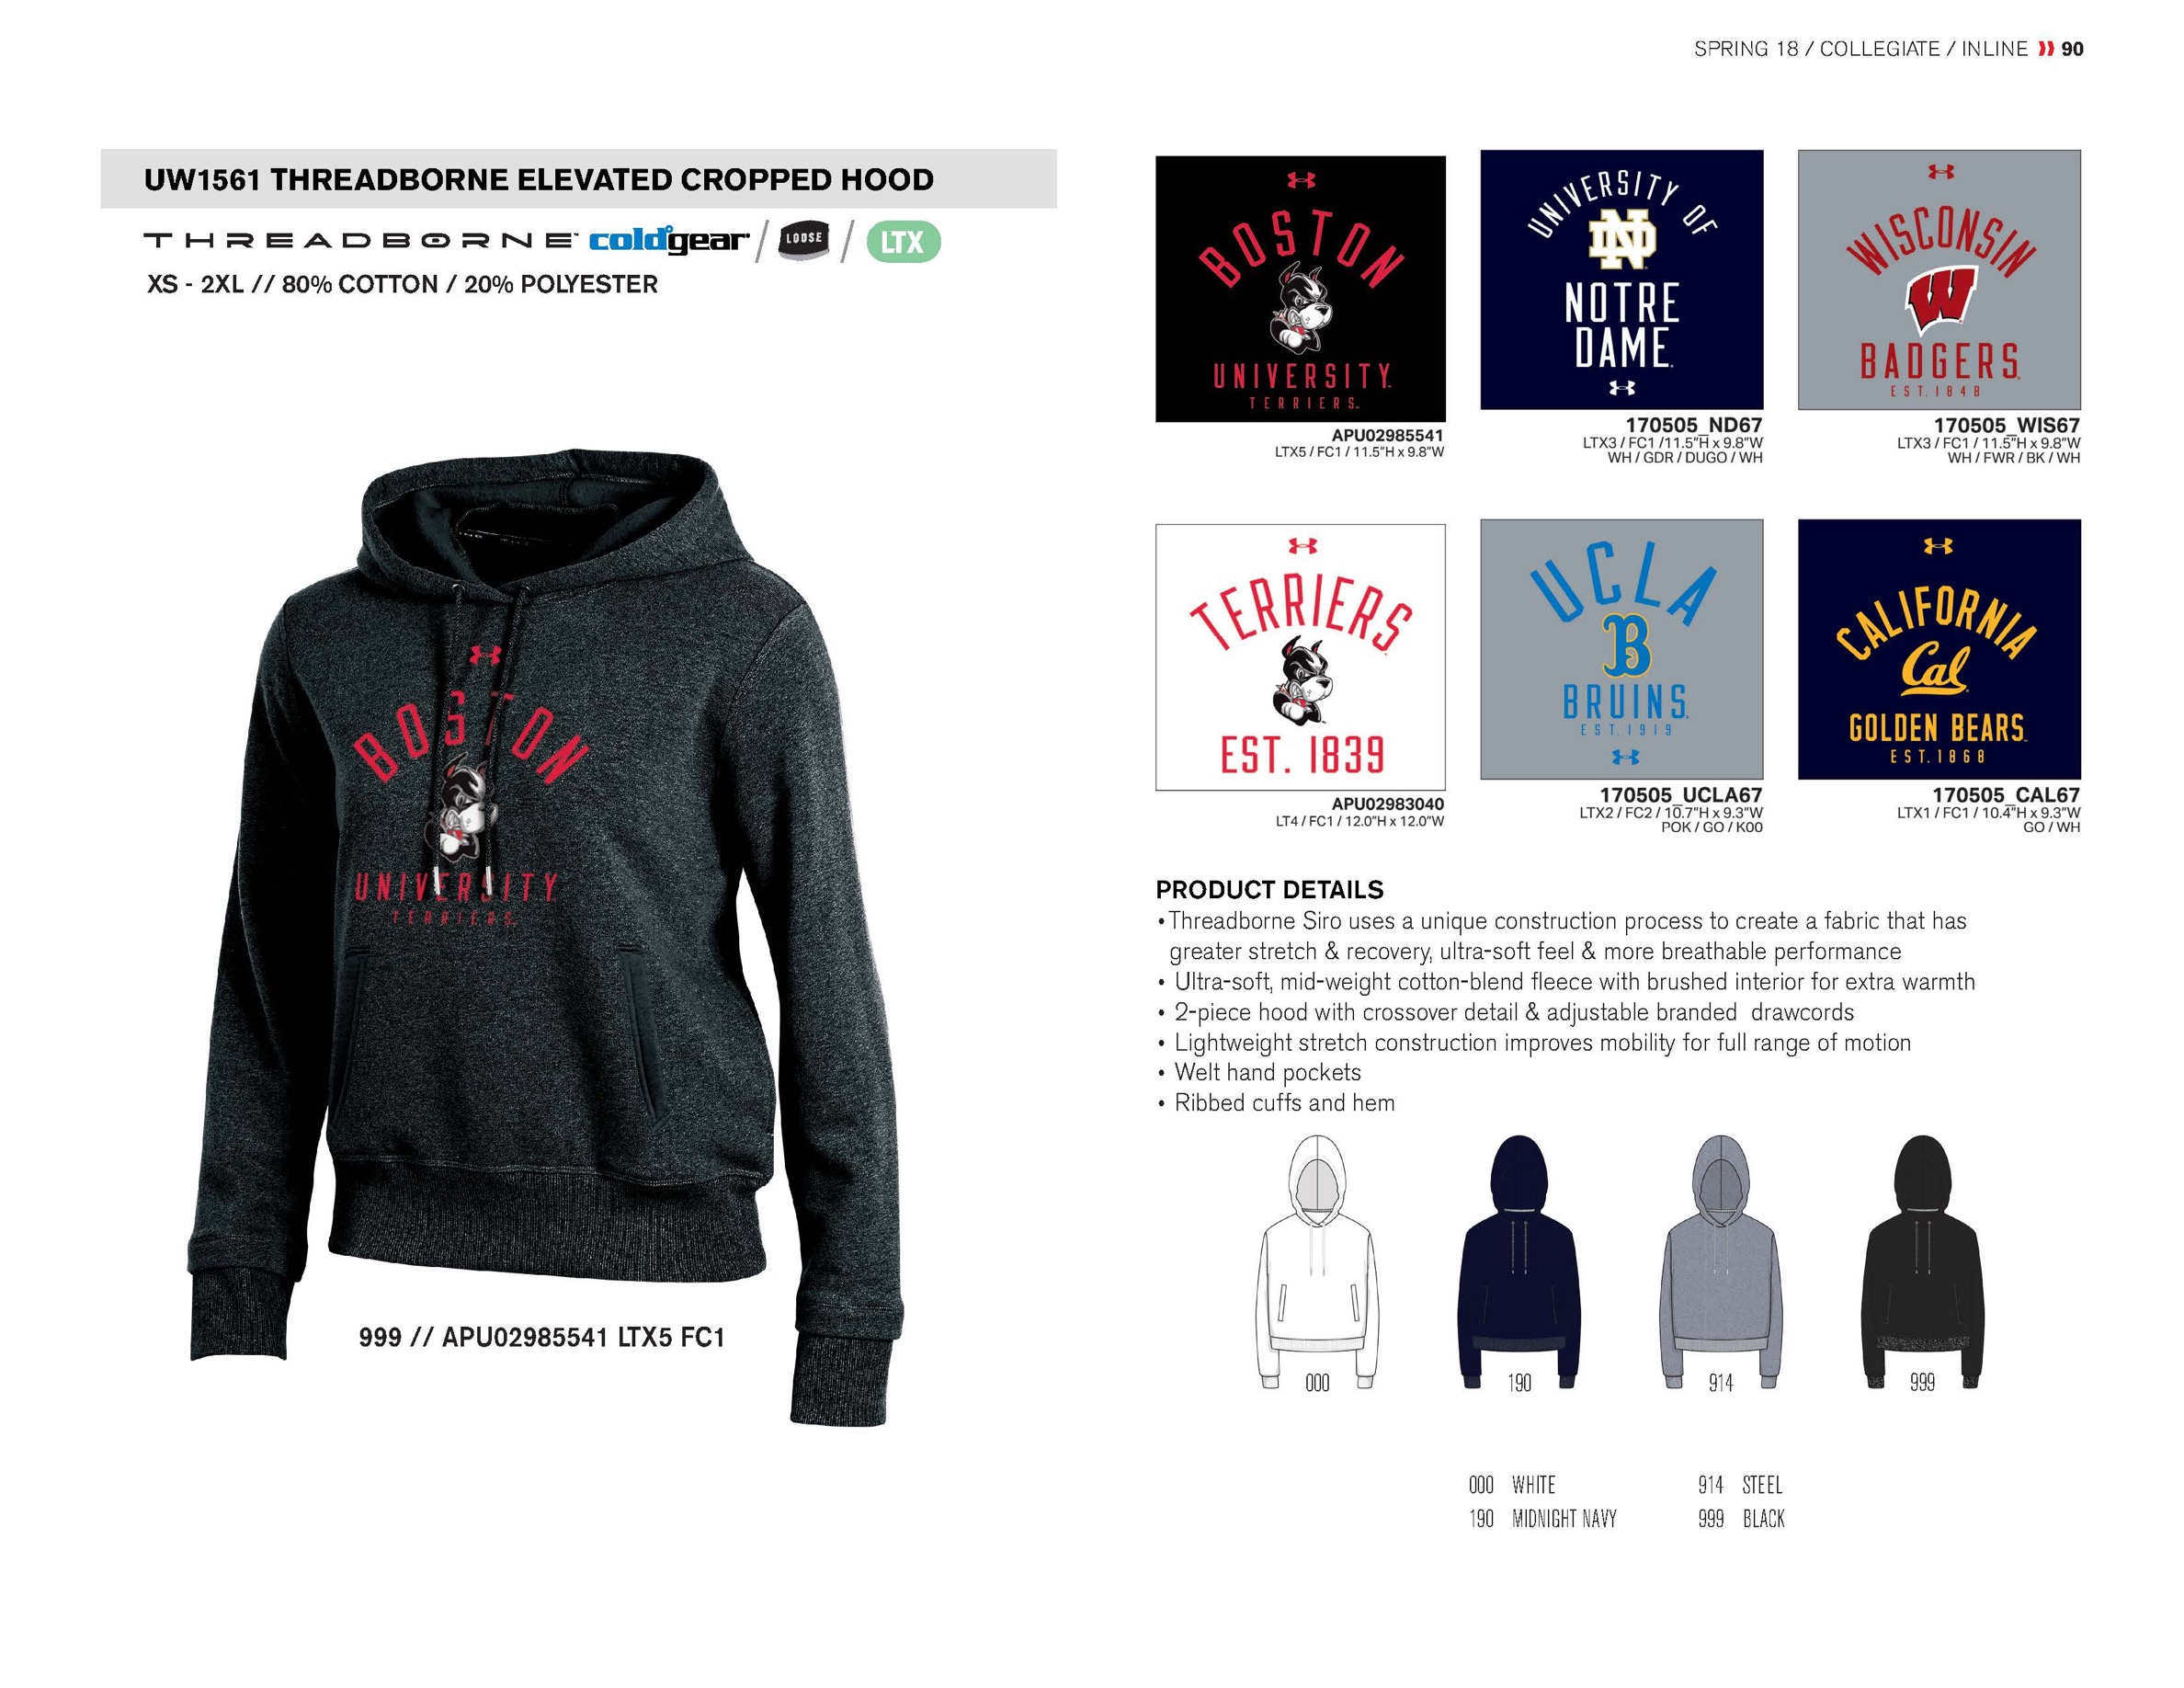 SPRING 18 / COLLEGIATE / INLINE 90
UW1561 THREADBORNE ELEVATED CROPPED HOOD
THREADBORNE™ coldgear® / LOOSE / LTX
XS - 2XL // 80% COTTON / 20% POLYESTER
BOSTON
UNIVERSITY
TERRIERS™
999 // APU02985541 LTX5 FC1
BOSTON
UNIVERSITY™
TERRIERS™
APU02985541
LTX5 / FC1 / 11.5"H x 9.8"W
UNIVERSITY OF
ND
NOTRE
DAME®
170505_ND67
LTX3 / FC1 /11.5"H x 9.8"W
WH / GDR / DUGO / WH
WISCONSIN
W
BADGERS®
EST. 1848
170505_WIS67
LTX3 / FC1 / 11.5"H x 9.8"W
WH / FWR / BK / WH
TERRIERS™
EST. 1839
APU02983040
LT4 / FC1 / 12.0"H x 12.0"W
UCLA
B
BRUINS®
EST. 1919
170505_UCLA67
LTX2 / FC2 / 10.7"H x 9.3"W
POK / GO / K00
CALIFORNIA
Cal®
GOLDEN BEARS™
EST. 1868
170505_CAL67
LTX1 / FC1 / 10.4"H x 9.3"W
GO / WH
PRODUCT DETAILS
•Threadborne Siro uses a unique construction process to create a fabric that has
greater stretch & recovery, ultra-soft feel & more breathable performance
• Ultra-soft, mid-weight cotton-blend fleece with brushed interior for extra warmth
• 2-piece hood with crossover detail & adjustable branded drawcords
• Lightweight stretch construction improves mobility for full range of motion
• Welt hand pockets
• Ribbed cuffs and hem
000 190 914 999
000 WHITE 914 STEEL
190 MIDNIGHT NAVY 999 BLACK